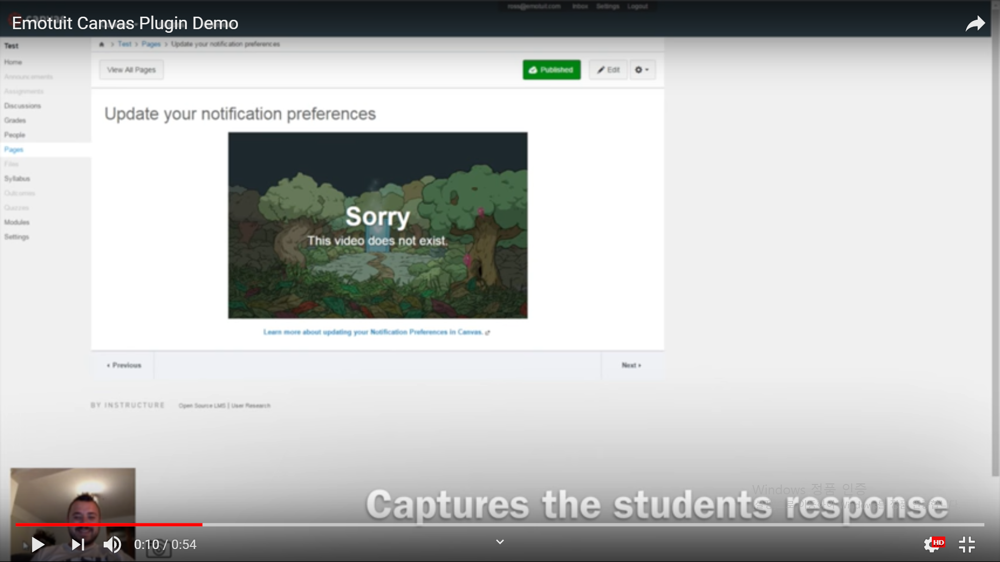 ross@emotuit.com Inbox Settings Logout
canvas
Emotuit Canvas Plugin Demo
Test
Home
Announcements
Assignments
Discussions
Grades
People
Pages
Files
Syllabus
Outcomes
Quizzes
Modules
Settings
> Test > Pages > Update your notification preferences
View All Pages
Published
Edit
Update your notification preferences
Sorry
This video does not exist.
Learn more about updating your Notification Preferences in Canvas.
Previous
Next
BY INSTRUCTURE Open Source LMS | User Research
Windows 정품 인증
Captures the students response
0:10 / 0:54
HD